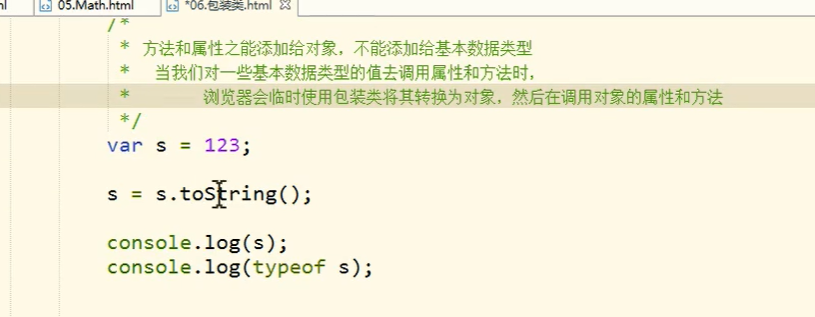 05.Math.html *06.包装类.html
/*
* 方法和属性之能添加给对象，不能添加给基本数据类型
* 当我们对一些基本数据类型的值去调用属性和方法时，
* 浏览器会临时使用包装类将其转换为对象，然后在调用对象的属性和方法
*/
var s = 123;
s = s.toString();
console.log(s);
console.log(typeof s);